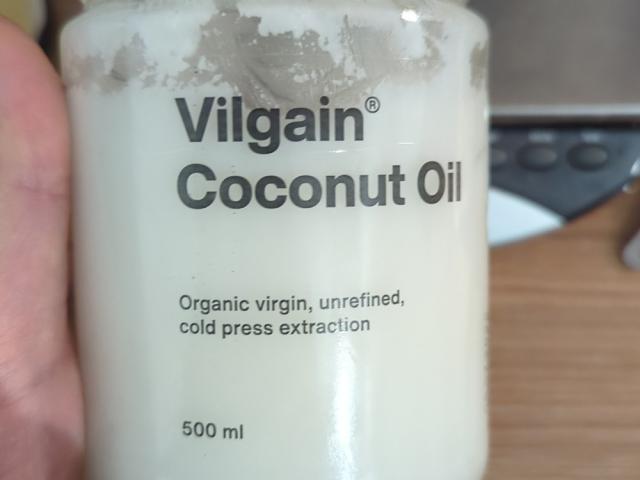 Vilgain®
Coconut Oil
Organic virgin, unrefined,
cold press extraction
500 ml